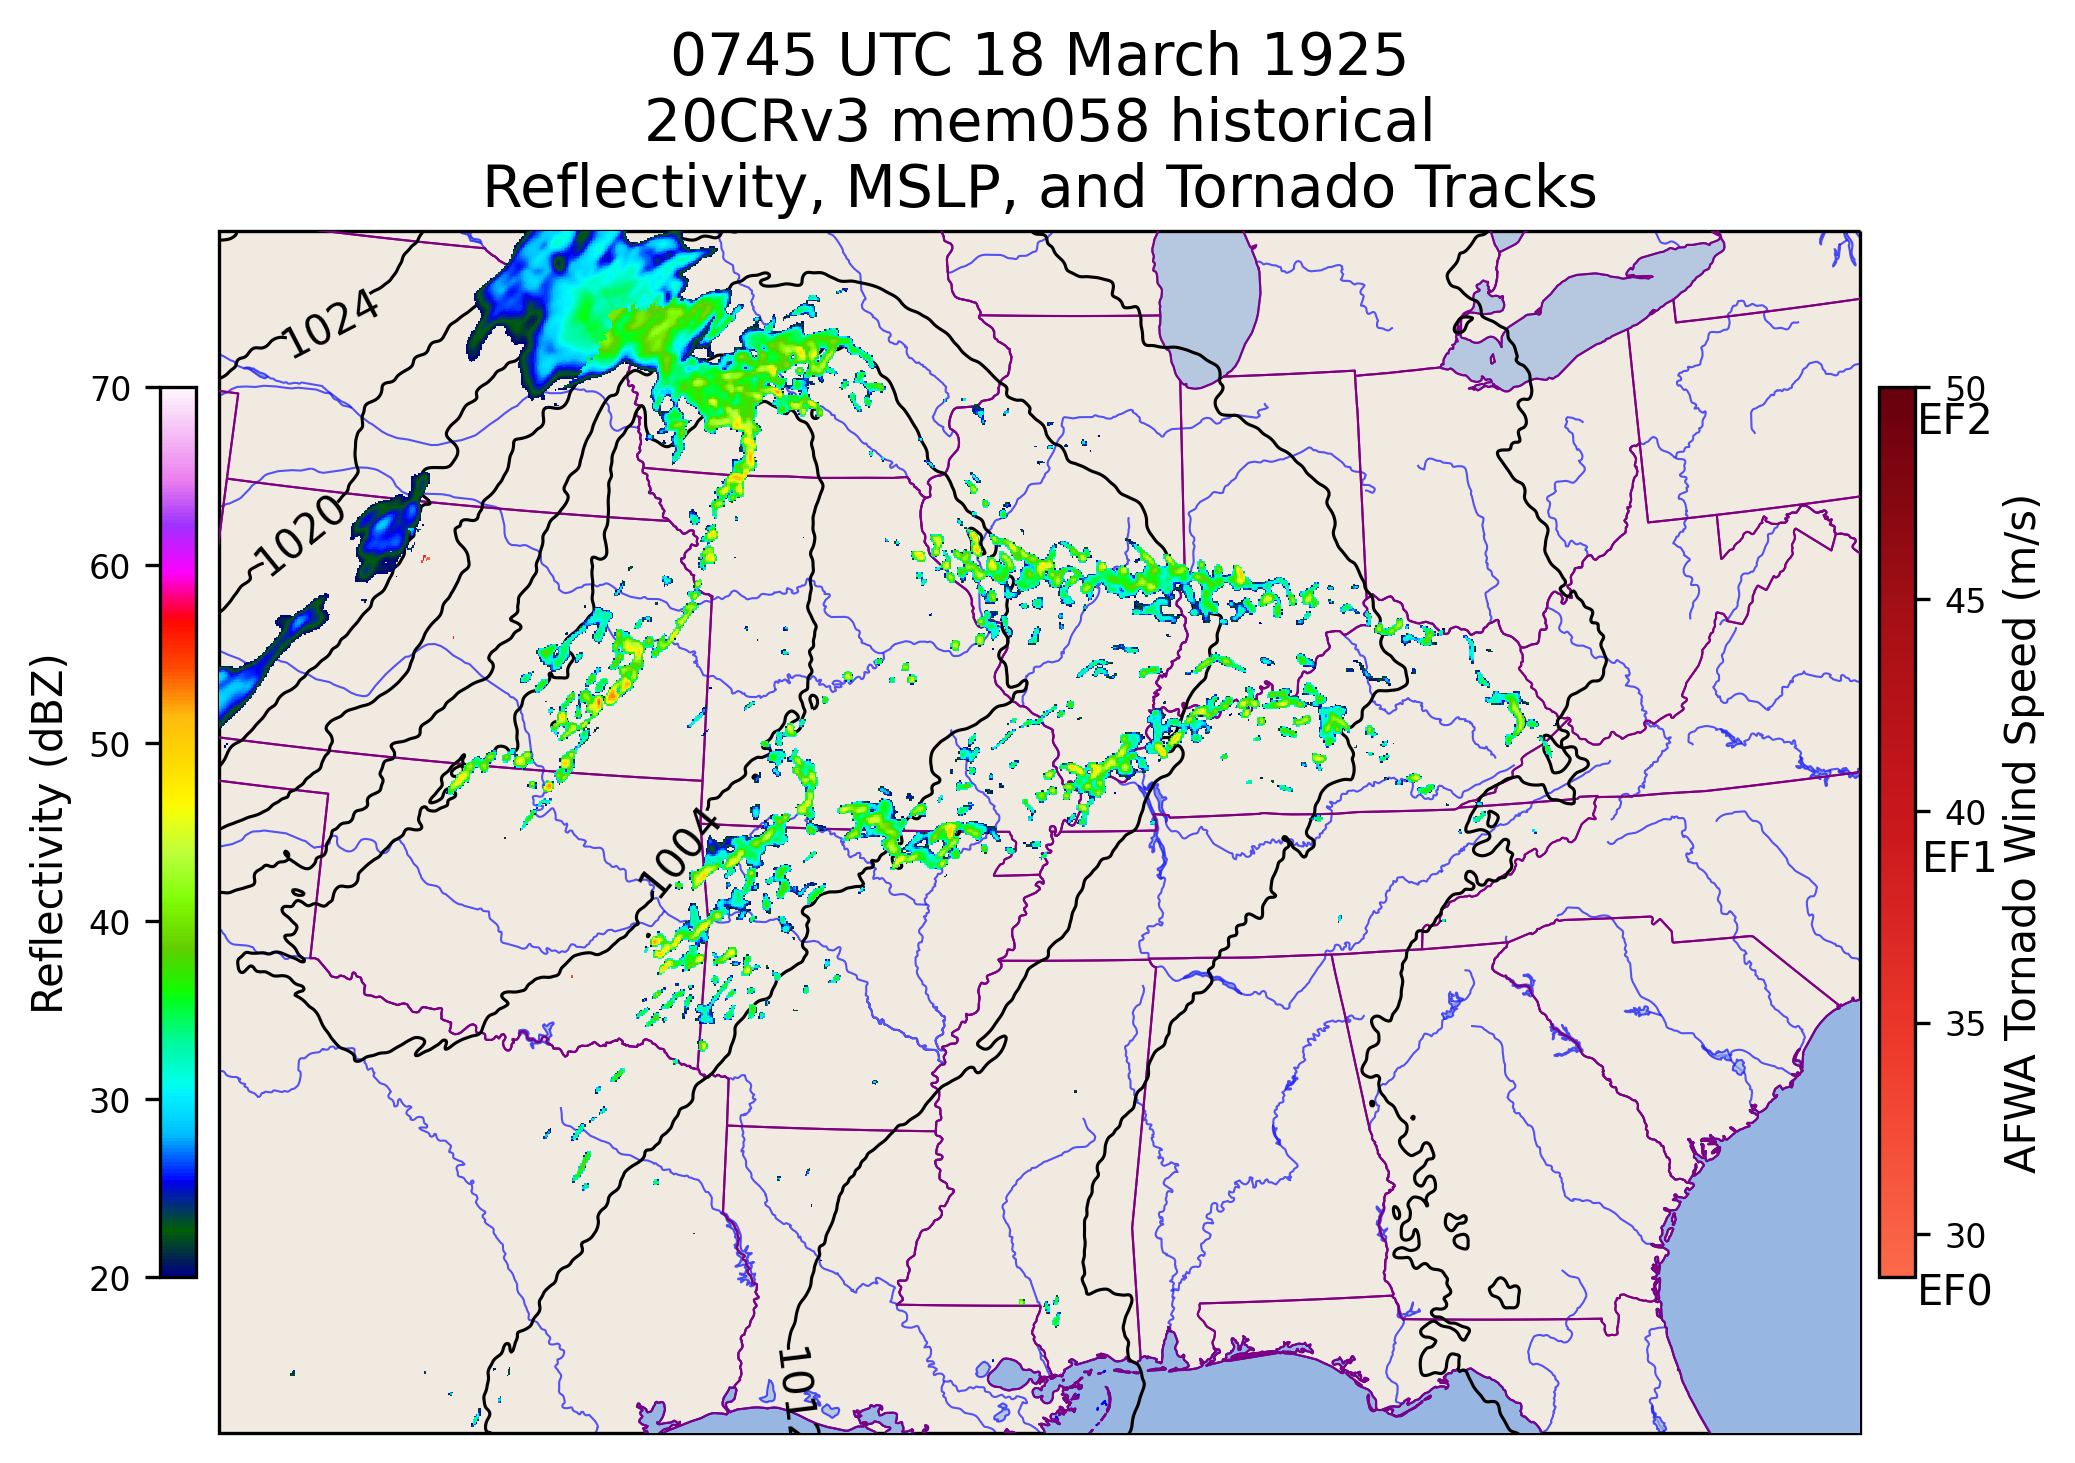 0745 UTC 18 March 1925
20CRv3 mem058 historical
Reflectivity, MSLP, and Tornado Tracks
1024
1020
1004
101
Reflectivity (dBZ)
70
60
50
40
30
20
50
EF2
45
40
EF1
35
30
EF0
AFWA Tornado Wind Speed (m/s)